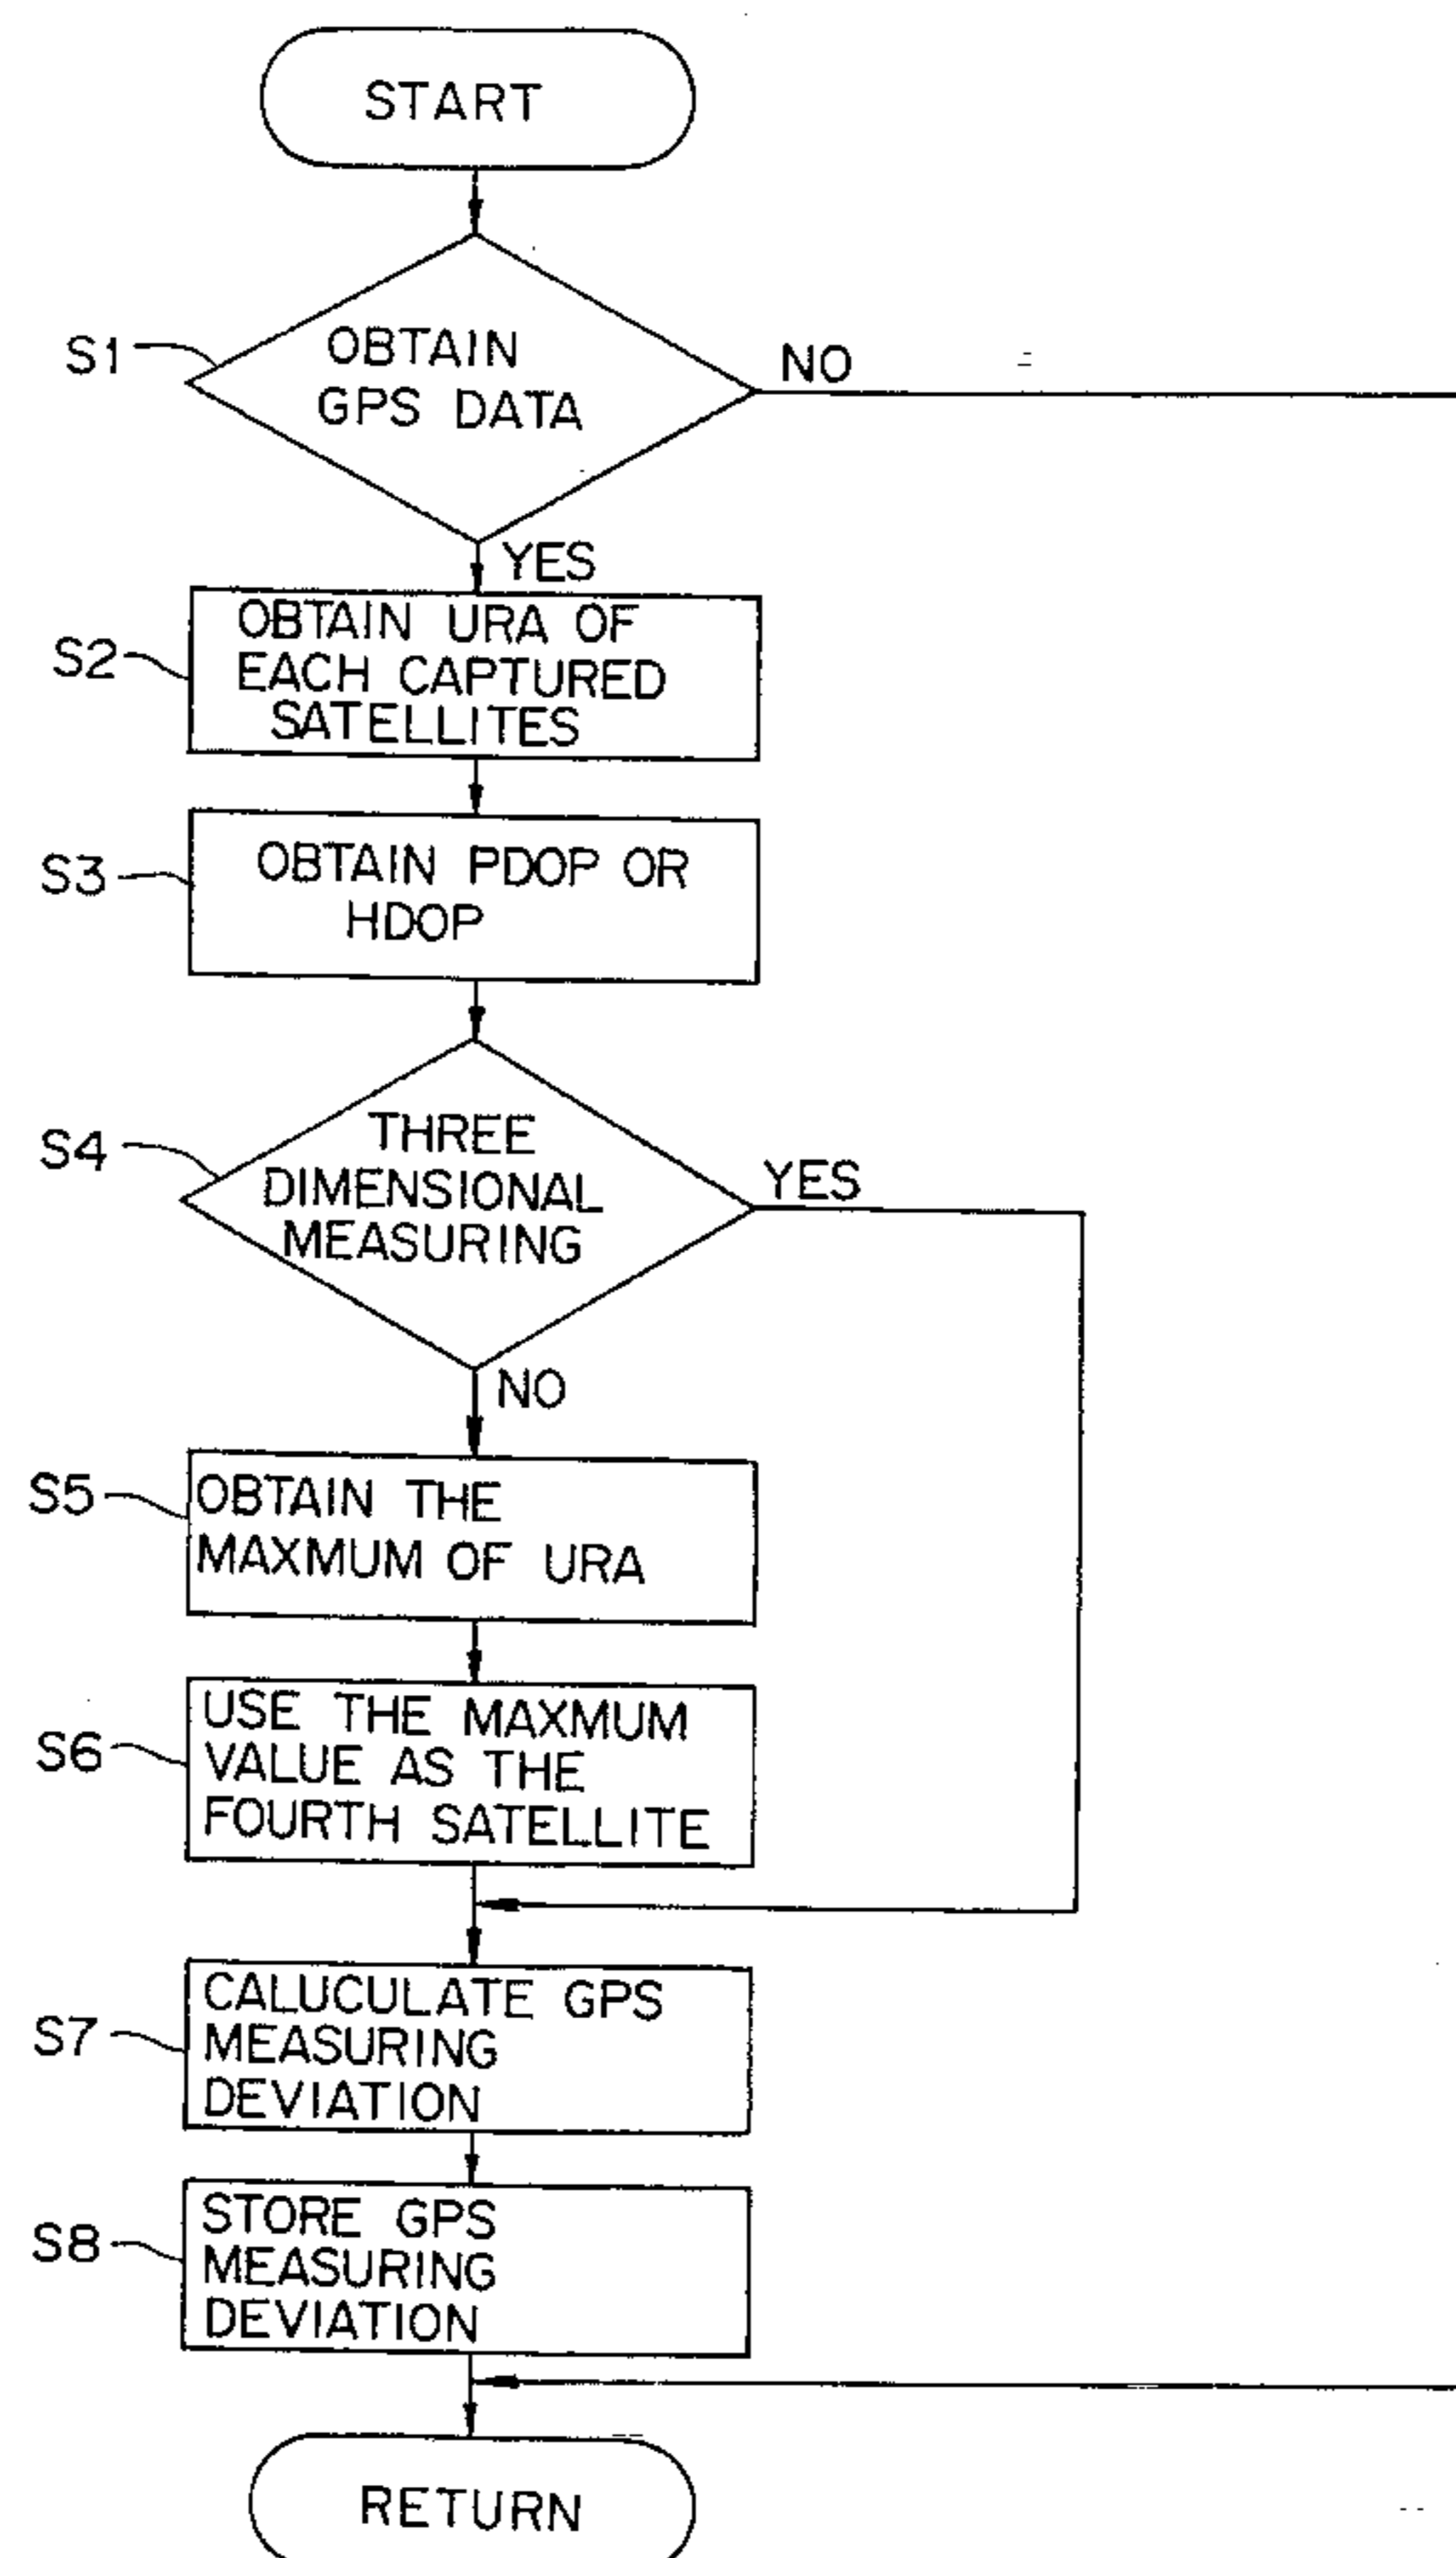 START
S1
OBTAIN
GPS DATA
NO
YES
S2
OBTAIN URA OF
EACH CAPTURED
SATELLITES
S3
OBTAIN PDOP OR
HDOP
S4
THREE
DIMENSIONAL
MEASURING
YES
NO
S5
OBTAIN THE
MAXMUM OF URA
S6
USE THE MAXMUM
VALUE AS THE
FOURTH SATELLITE
S7
CALUCULATE GPS
MEASURING
DEVIATION
S8
STORE GPS
MEASURING
DEVIATION
RETURN